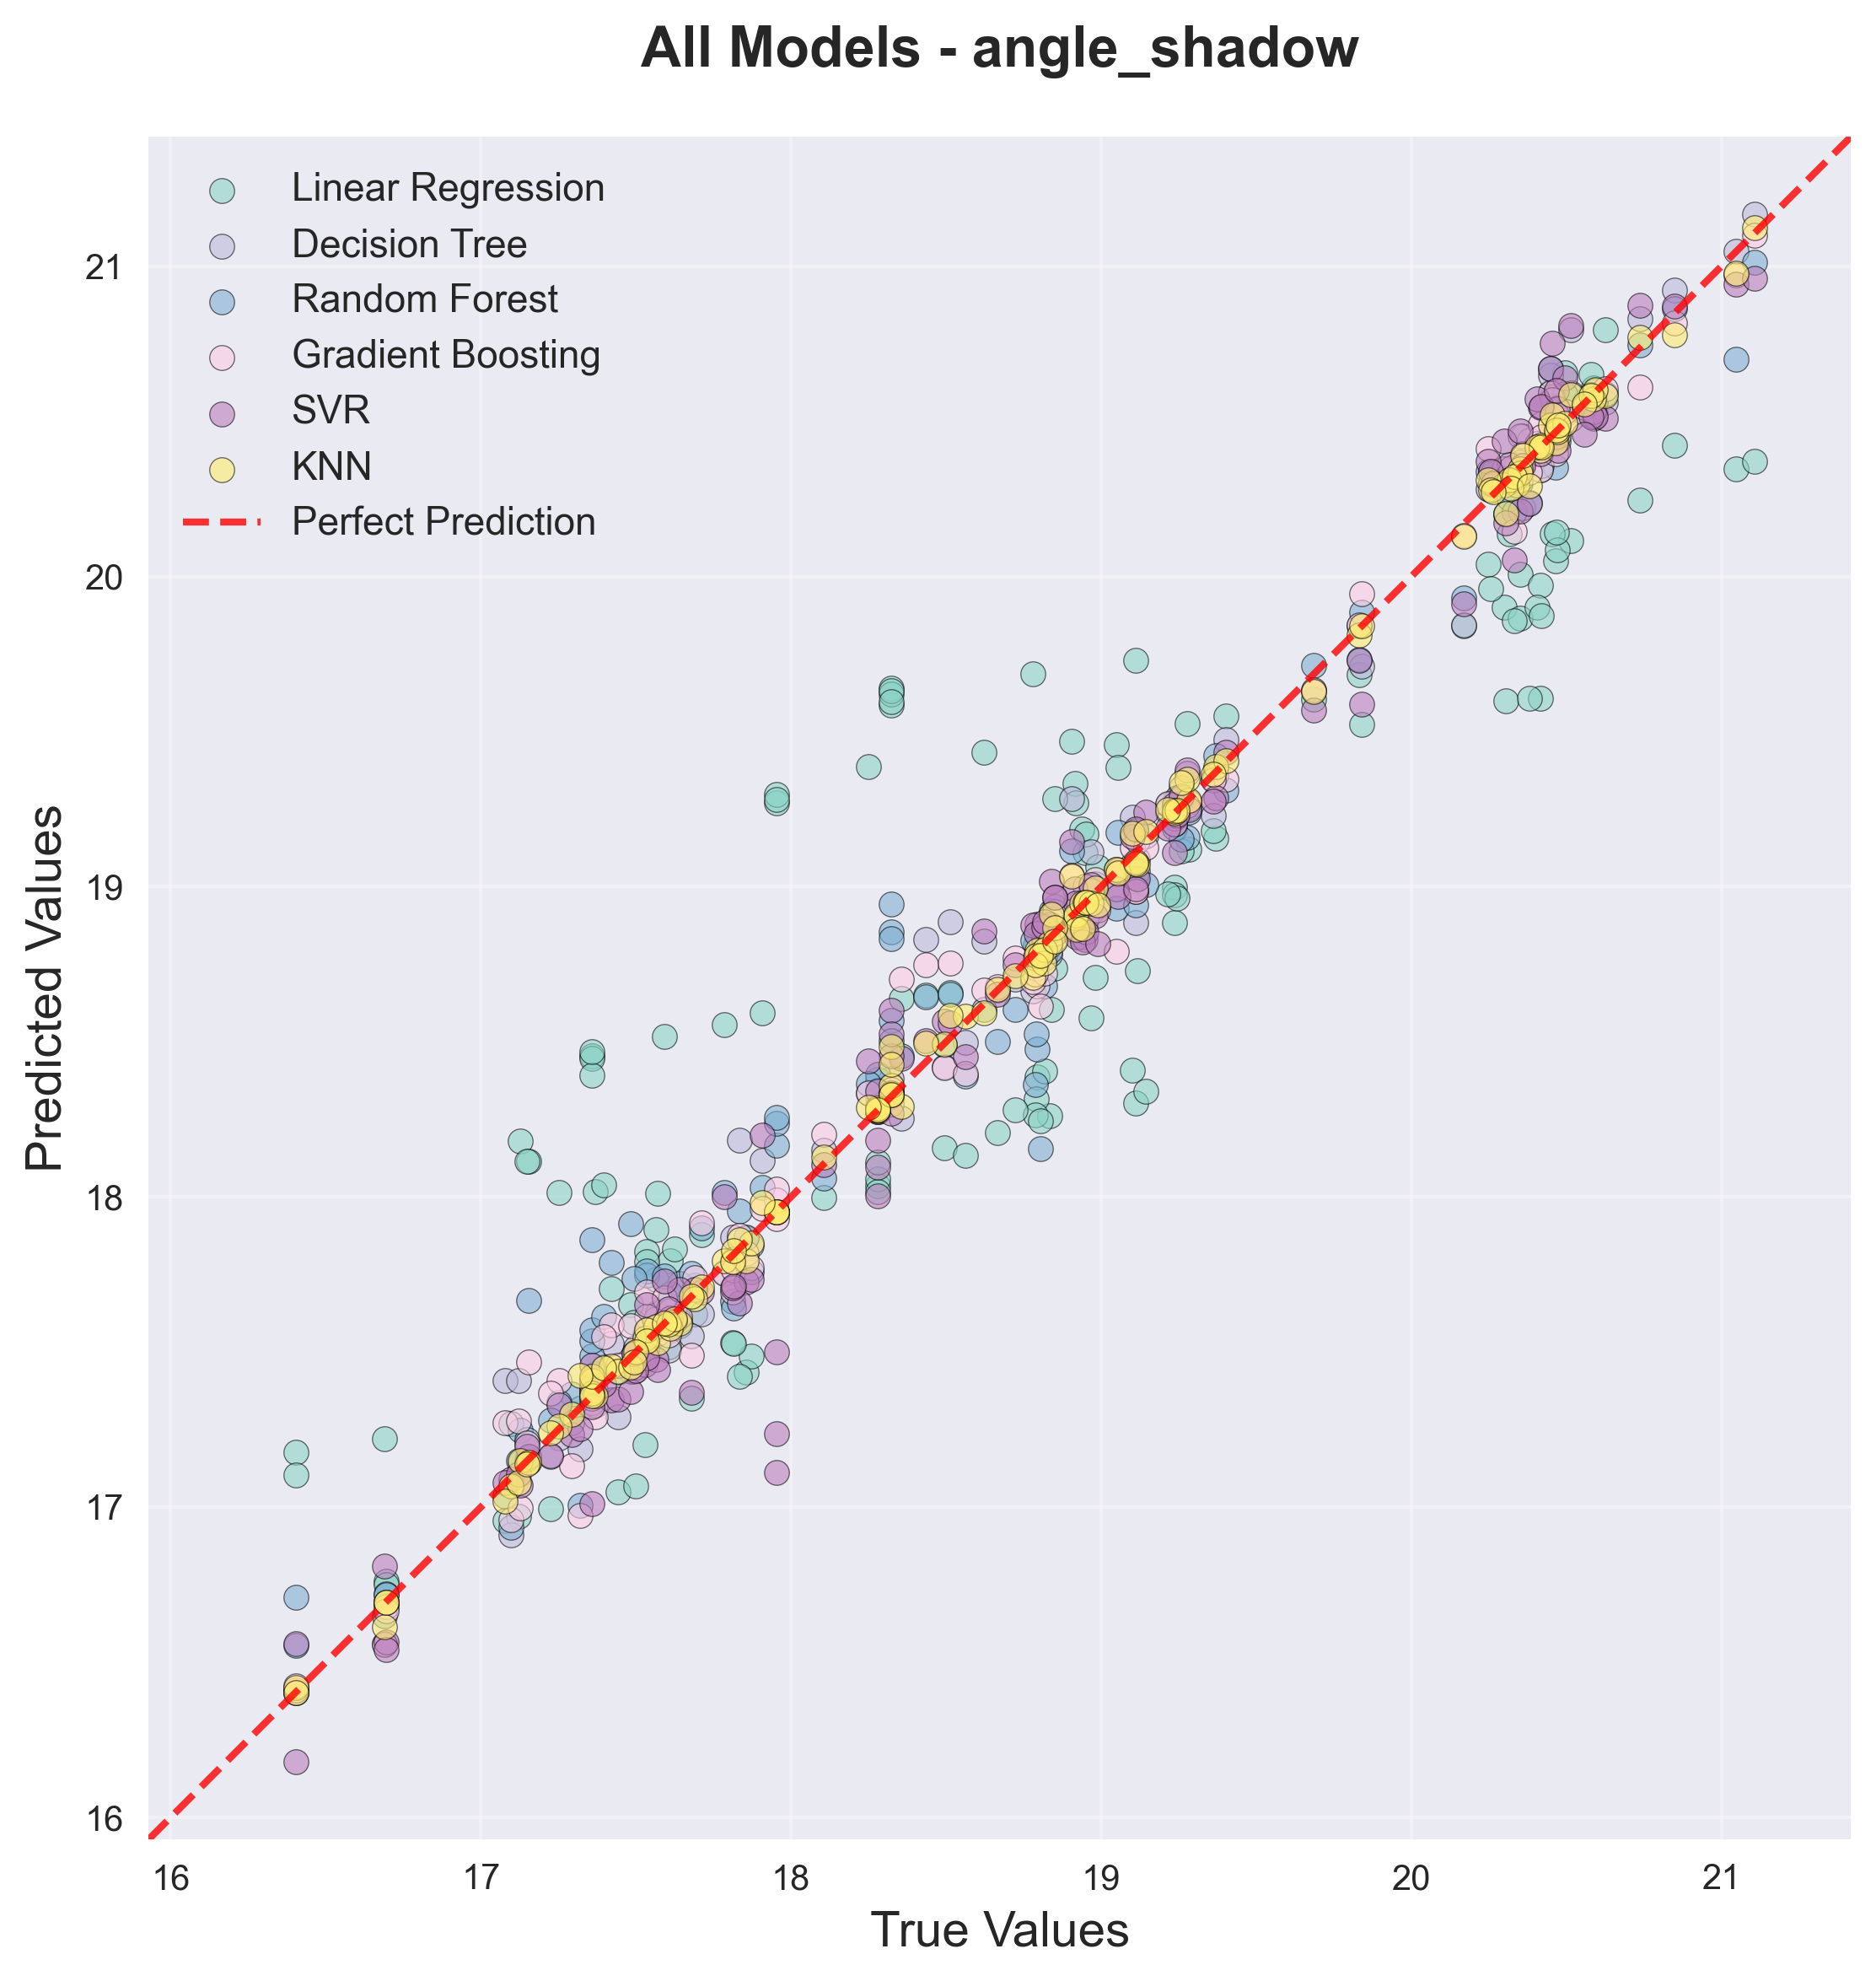 All Models - angle_shadow
Linear Regression
Decision Tree
Random Forest
Gradient Boosting
SVR
KNN
Perfect Prediction
21
20
19
18
17
16
Predicted Values
16 17 18 19 20 21
True Values